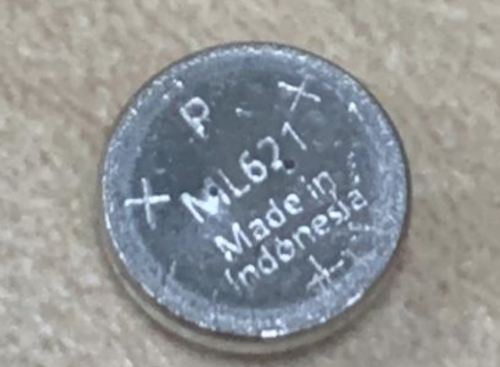 P +
+ ML621
Made in
Indonesia
+